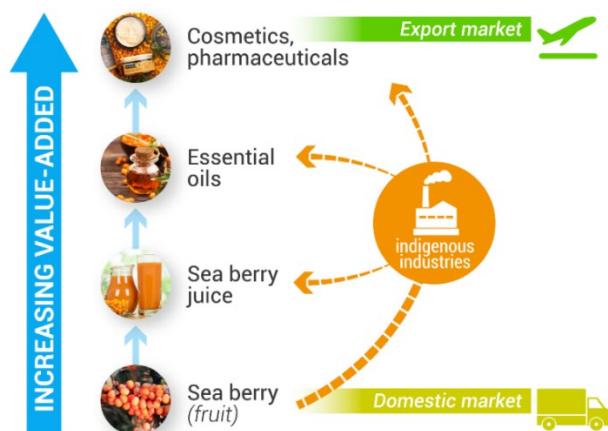 INCREASING VALUE-ADDED
Cosmetics,
pharmaceuticals
Export market
Essential
oils
indigenous
industries
Sea berry
juice
Sea berry
(fruit)
Domestic market